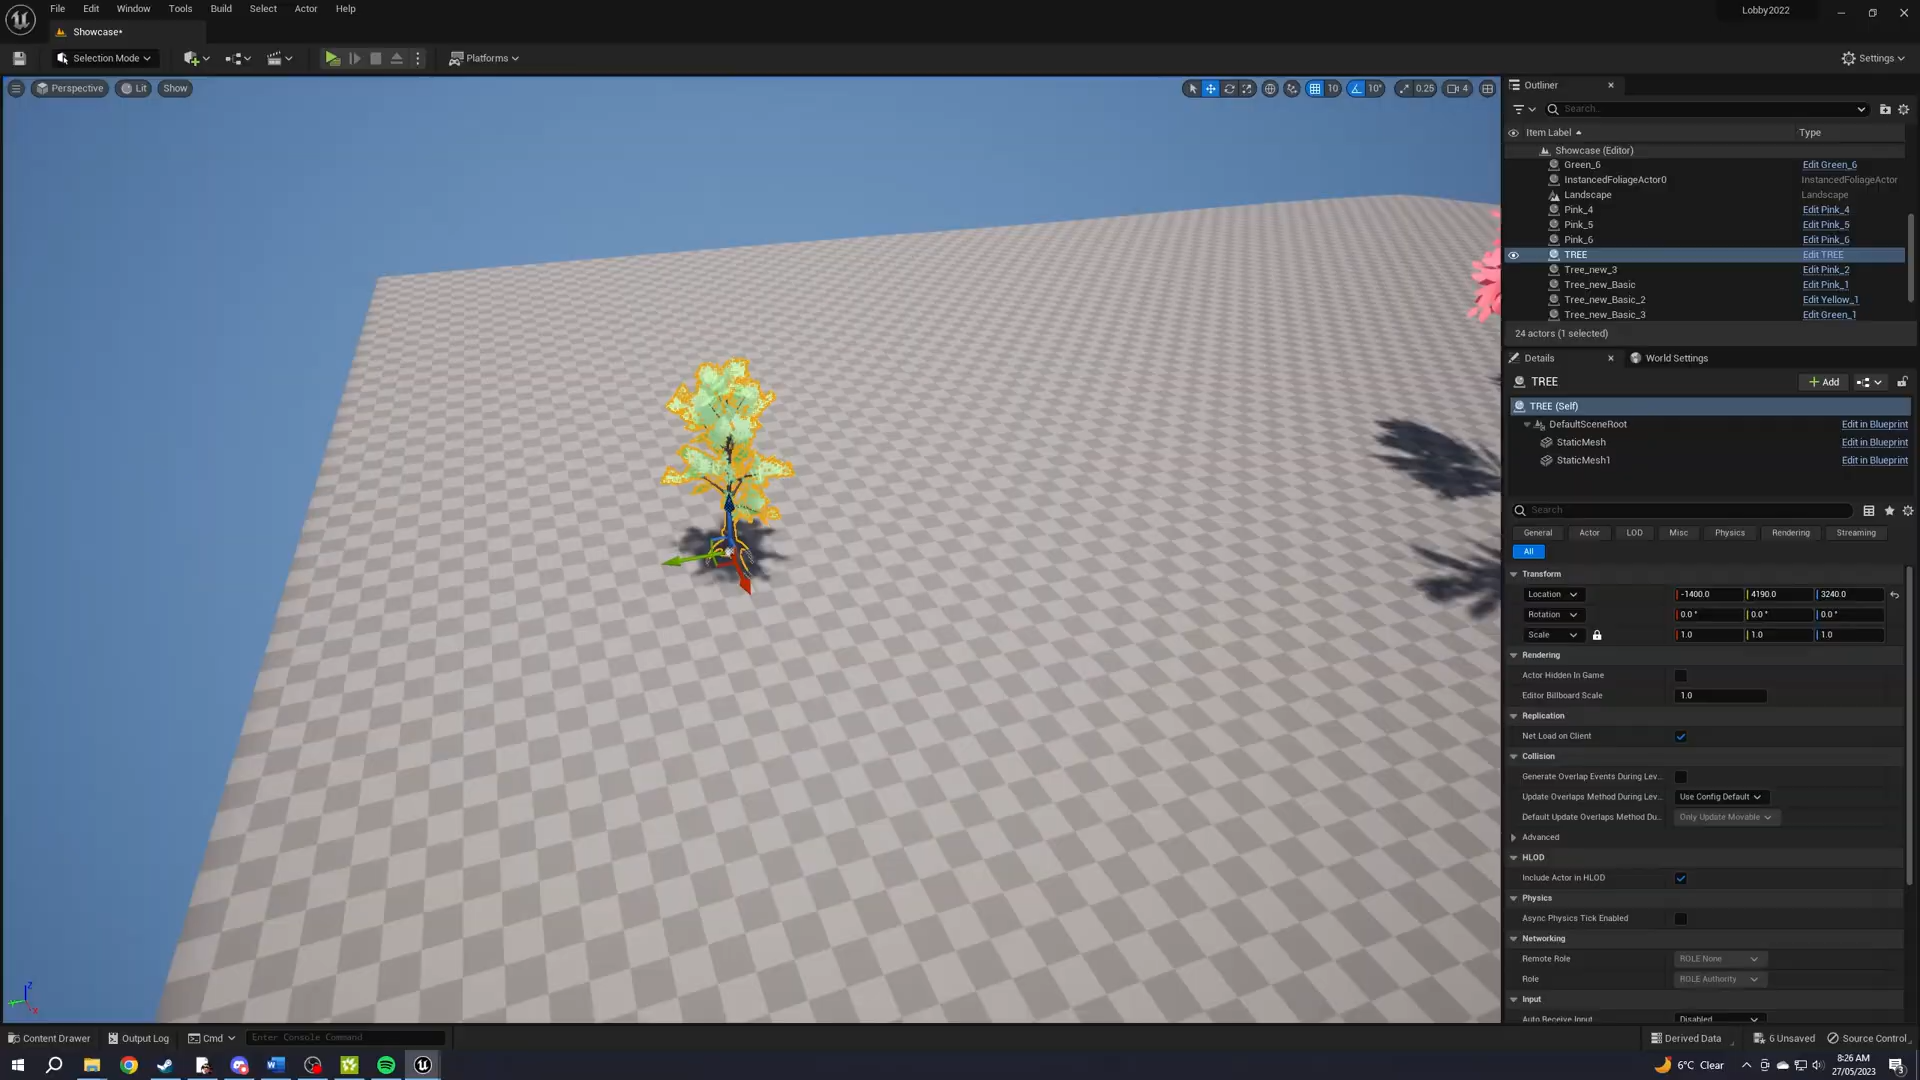 File Edit Window Tools Build Select Actor Help
Lobby2022
Showcase*
Selection Mode
Platforms
Settings
Perspective Lit Show
10 10° 0.25 4
Outliner
Search...
Item Label Type
Showcase (Editor)
Green_6 Edit Green_6
InstancedFoliageActor0 InstancedFoliageActor
Landscape Landscape
Pink_4 Edit Pink_4
Pink_5 Edit Pink_5
Pink_6 Edit Pink_6
TREE Edit TREE
Tree_new_3 Edit Pink_2
Tree_new_Basic Edit Pink_1
Tree_new_Basic_2 Edit Yellow_1
Tree_new_Basic_3 Edit Green_1
24 actors (1 selected)
Details World Settings
TREE Add
TREE (Self)
DefaultSceneRoot Edit in Blueprint
StaticMesh Edit in Blueprint
StaticMesh1 Edit in Blueprint
Search
General Actor LOD Misc Physics Rendering Streaming
All
Transform
Location -1400.0 4190.0 3240.0
Rotation 0.0 ° 0.0 ° 0.0 °
Scale 1.0 1.0 1.0
Rendering
Actor Hidden In Game
Editor Billboard Scale 1.0
Replication
Net Load on Client
Collision
Generate Overlap Events During Lev...
Update Overlaps Method During Lev... Use Config Default
Default Update Overlaps Method Du... Only Update Movable
Advanced
HLOD
Include Actor in HLOD
Physics
Async Physics Tick Enabled
Networking
Remote Role ROLE None
Role ROLE Authority
Input
Auto Receive Input Disabled
Z
X
Content Drawer Output Log Cmd Enter Console Command
Derived Data 6 Unsaved Source Control
6°C Clear
8:26 AM
27/05/2023
3